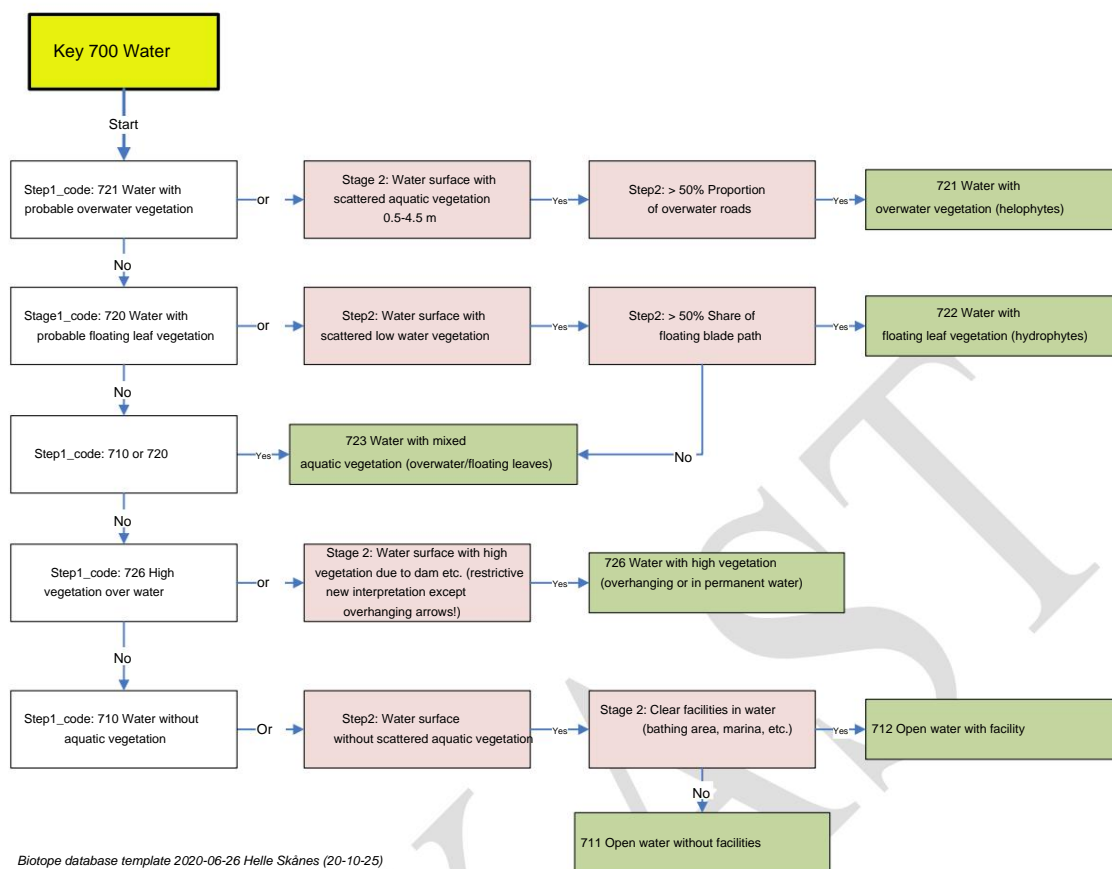 Key 700 Water
Start
Step1_code: 721 Water with
probable overwater vegetation
or
Stage 2: Water surface with
scattered aquatic vegetation
0.5-4.5 m
Yes
Step2: > 50% Proportion
of overwater roads
Yes
721 Water with
overwater vegetation (helophytes)
No
Stage1_code: 720 Water with
probable floating leaf vegetation
or
Step2: Water surface with
scattered low water vegetation
Yes
Step2: > 50% Share of
floating blade path
Yes
722 Water with
floating leaf vegetation (hydrophytes)
No
Step1_code: 710 or 720
Yes
723 Water with mixed
aquatic vegetation (overwater/floating leaves)
No
No
Step1_code: 726 High
vegetation over water
or
Stage 2: Water surface with high
vegetation due to dam etc. (restrictive
new interpretation except
overhanging arrows!)
Yes
726 Water with high vegetation
(overhanging or in permanent water)
No
Step1_code: 710 Water without
aquatic vegetation
Or
Step2: Water surface
without scattered aquatic vegetation
Yes
Stage 2: Clear facilities in water
(bathing area, marina, etc.)
Yes
712 Open water with facility
No
711 Open water without facilities
Biotope database template 2020-06-26 Helle Skånes (20-10-25)